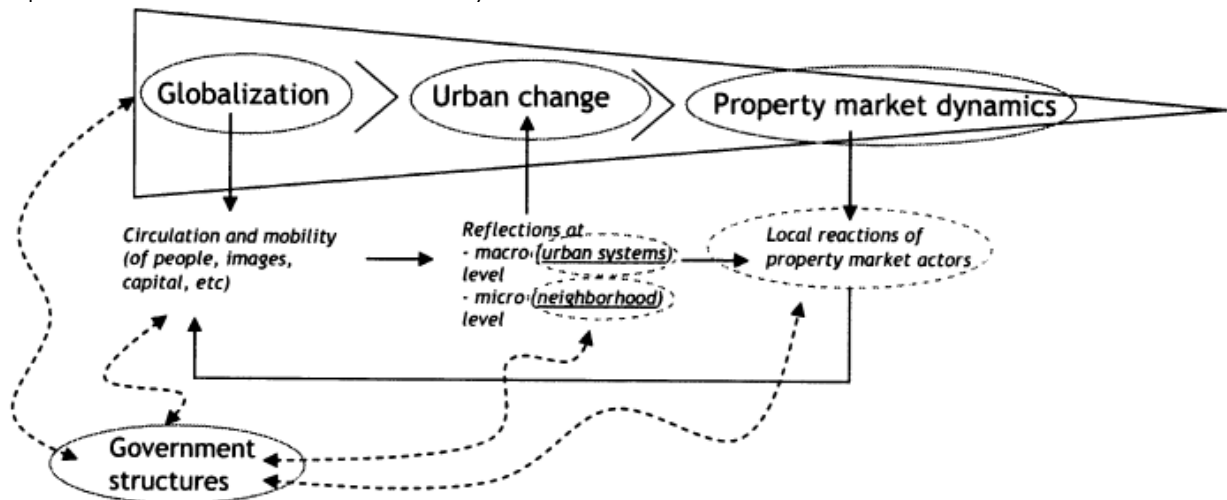 Globalization
Urban change
Property market dynamics
Circulation and mobility
(of people, images,
capital, etc)
Reflections at
- macro (urban systems)
level
- micro (neighborhood)
level
Local reactions of
property market actors
Government
structures